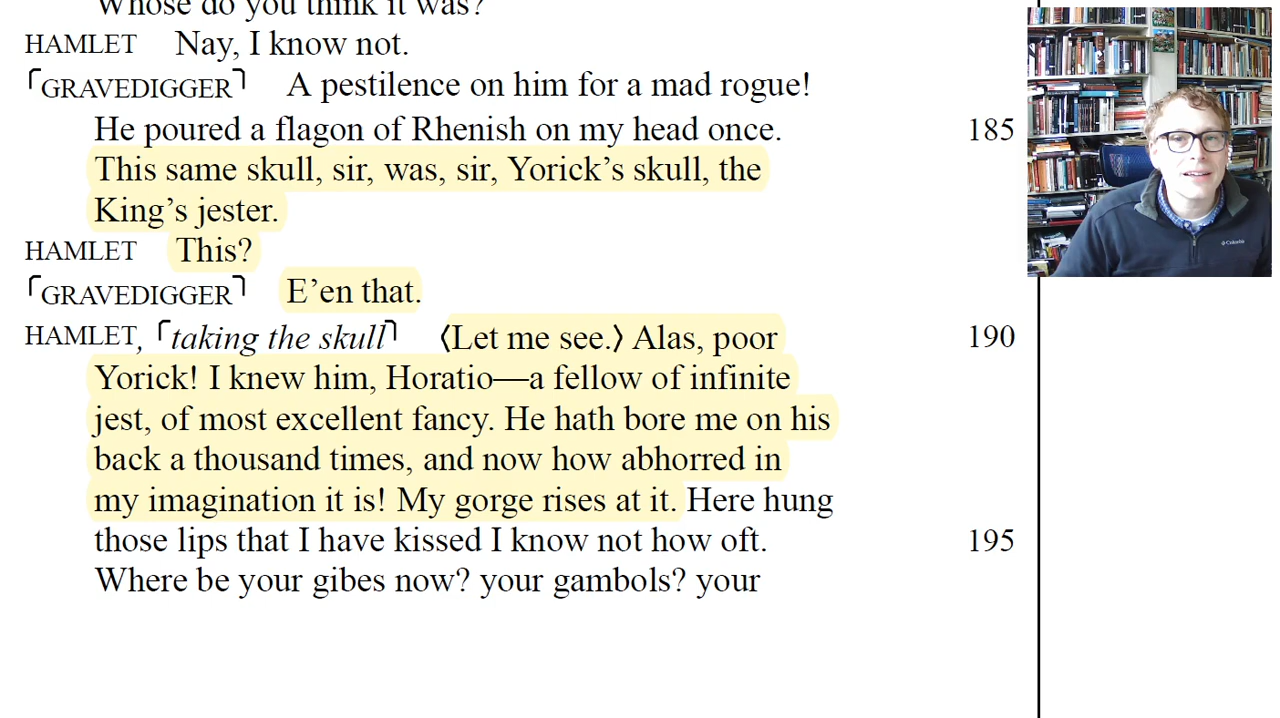 Whose do you think it was?
HAMLET Nay, I know not.
⌜GRAVEDIGGER⌝ A pestilence on him for a mad rogue!
He poured a flagon of Rhenish on my head once. 185
This same skull, sir, was, sir, Yorick’s skull, the
King’s jester.
HAMLET This?
⌜GRAVEDIGGER⌝ E’en that.
HAMLET, ⌜taking the skull⌝ ⟨Let me see.⟩ Alas, poor 190
Yorick! I knew him, Horatio—a fellow of infinite
jest, of most excellent fancy. He hath bore me on his
back a thousand times, and now how abhorred in
my imagination it is! My gorge rises at it. Here hung
those lips that I have kissed I know not how oft. 195
Where be your gibes now? your gambols? your
Columbia